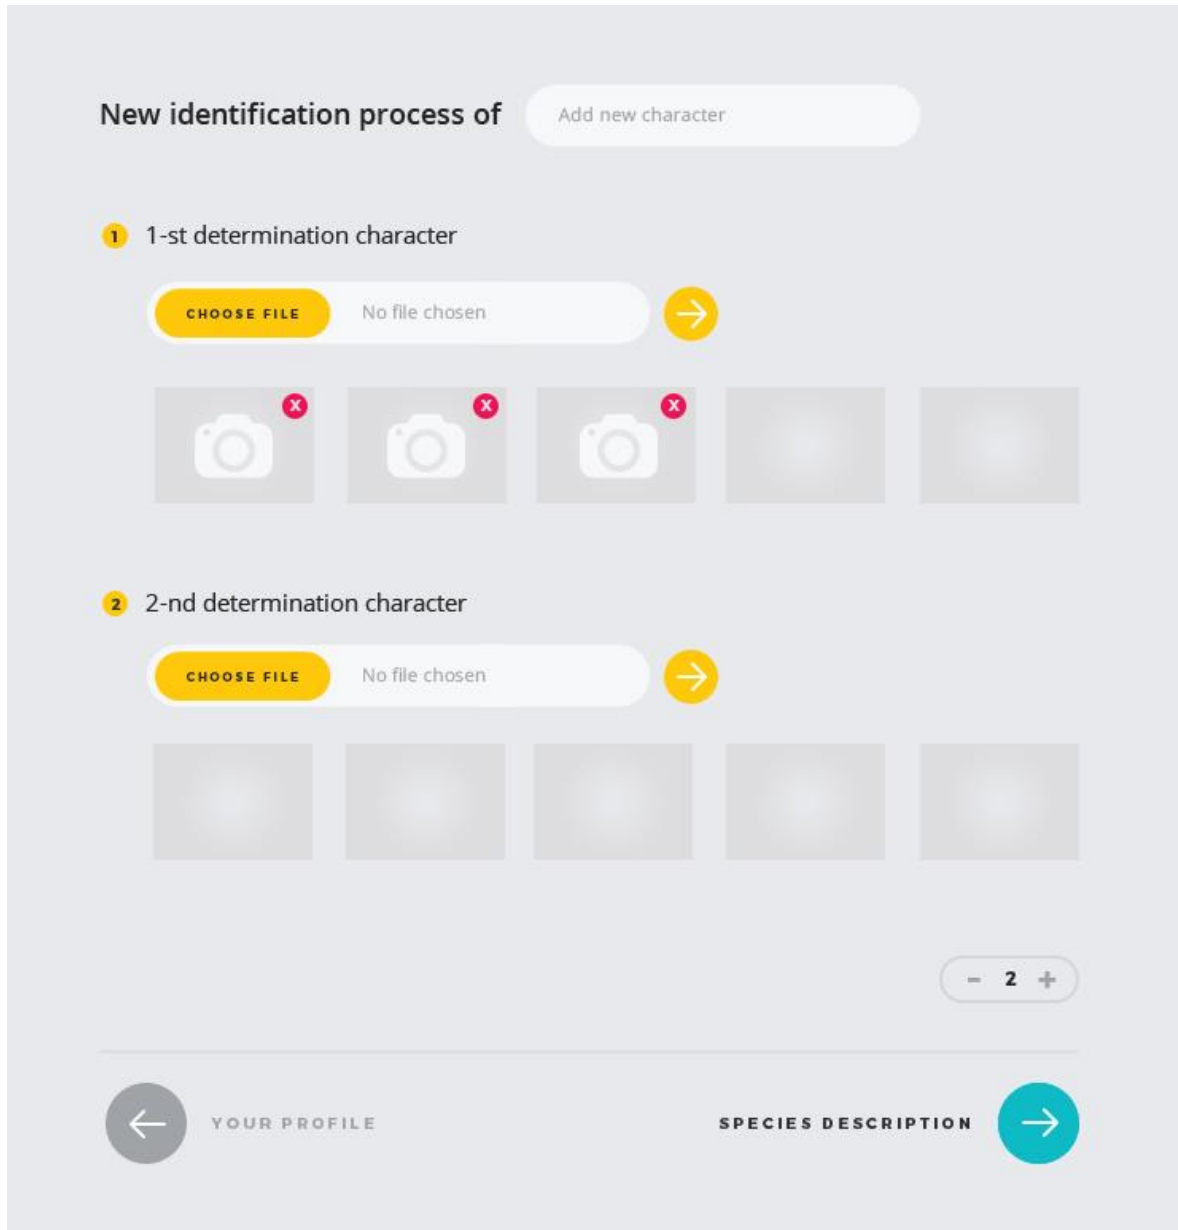 New identification process of Add new character
1 1-st determination character
CHOOSE FILE No file chosen
X X X
2 2-nd determination character
CHOOSE FILE No file chosen
- 2 +
YOUR PROFILE SPECIES DESCRIPTION